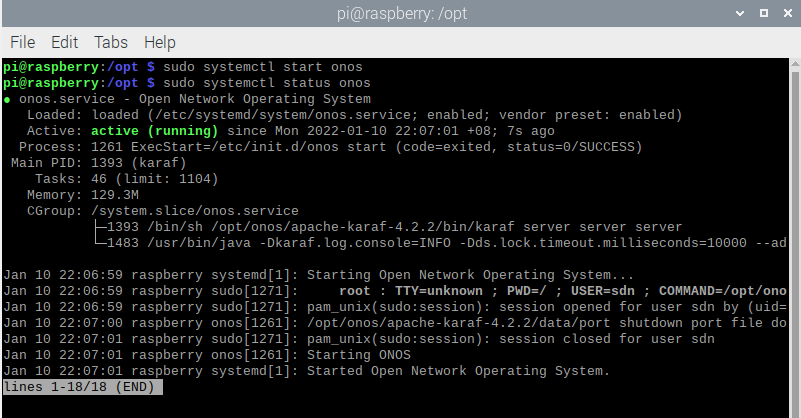 pi@raspberry: /opt
File Edit Tabs Help
pi@raspberry:/opt $ sudo systemctl start onos
pi@raspberry:/opt $ sudo systemctl status onos
● onos.service - Open Network Operating System
   Loaded: loaded (/etc/systemd/system/onos.service; enabled; vendor preset: enabled)
   Active: active (running) since Mon 2022-01-10 22:07:01 +08; 7s ago
  Process: 1261 ExecStart=/etc/init.d/onos start (code=exited, status=0/SUCCESS)
 Main PID: 1393 (karaf)
    Tasks: 46 (limit: 1104)
   Memory: 129.3M
   CGroup: /system.slice/onos.service
           ├─1393 /bin/sh /opt/onos/apache-karaf-4.2.2/bin/karaf server server server
           └─1483 /usr/bin/java -Dkaraf.log.console=INFO -Dds.lock.timeout.milliseconds=10000 --ad
Jan 10 22:06:59 raspberry systemd[1]: Starting Open Network Operating System...
Jan 10 22:06:59 raspberry sudo[1271]:     root : TTY=unknown ; PWD=/ ; USER=sdn ; COMMAND=/opt/ono
Jan 10 22:06:59 raspberry sudo[1271]: pam_unix(sudo:session): session opened for user sdn by (uid=
Jan 10 22:07:00 raspberry onos[1261]: /opt/onos/apache-karaf-4.2.2/data/port shutdown port file do
Jan 10 22:07:01 raspberry sudo[1271]: pam_unix(sudo:session): session closed for user sdn
Jan 10 22:07:01 raspberry onos[1261]: Starting ONOS
Jan 10 22:07:01 raspberry systemd[1]: Started Open Network Operating System.
lines 1-18/18 (END)